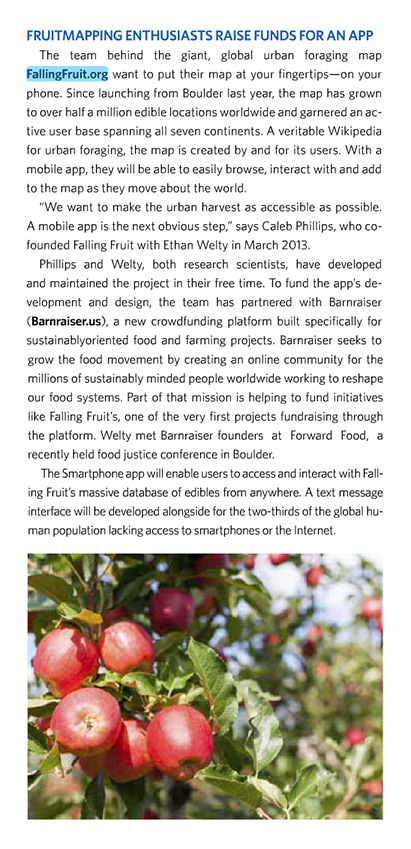 FRUITMAPPING ENTHUSIASTS RAISE FUNDS FOR AN APP
The team behind the giant, global urban foraging map
FallingFruit.org want to put their map at your fingertips—on your
phone. Since launching from Boulder last year, the map has grown
to over half a million edible locations worldwide and garnered an ac-
tive user base spanning all seven continents. A veritable Wikipedia
for urban foraging, the map is created by and for its users. With a
mobile app, they will be able to easily browse, interact with and add
to the map as they move about the world.
"We want to make the urban harvest as accessible as possible.
A mobile app is the next obvious step," says Caleb Phillips, who co-
founded Falling Fruit with Ethan Welty in March 2013.
Phillips and Welty, both research scientists, have developed
and maintained the project in their free time. To fund the app's de-
velopment and design, the team has partnered with Barnraiser
(Barnraiser.us), a new crowdfunding platform built specifically for
sustainablyoriented food and farming projects. Barnraiser seeks to
grow the food movement by creating an online community for the
millions of sustainably minded people worldwide working to reshape
our food systems. Part of that mission is helping to fund initiatives
like Falling Fruit's, one of the very first projects fundraising through
the platform. Welty met Barnraiser founders at Forward Food, a
recently held food justice conference in Boulder.
The Smartphone app will enable users to access and interact with Fall-
ing Fruit's massive database of edibles from anywhere. A text message
interface will be developed alongside for the two-thirds of the global hu-
man population lacking access to smartphones or the Internet.